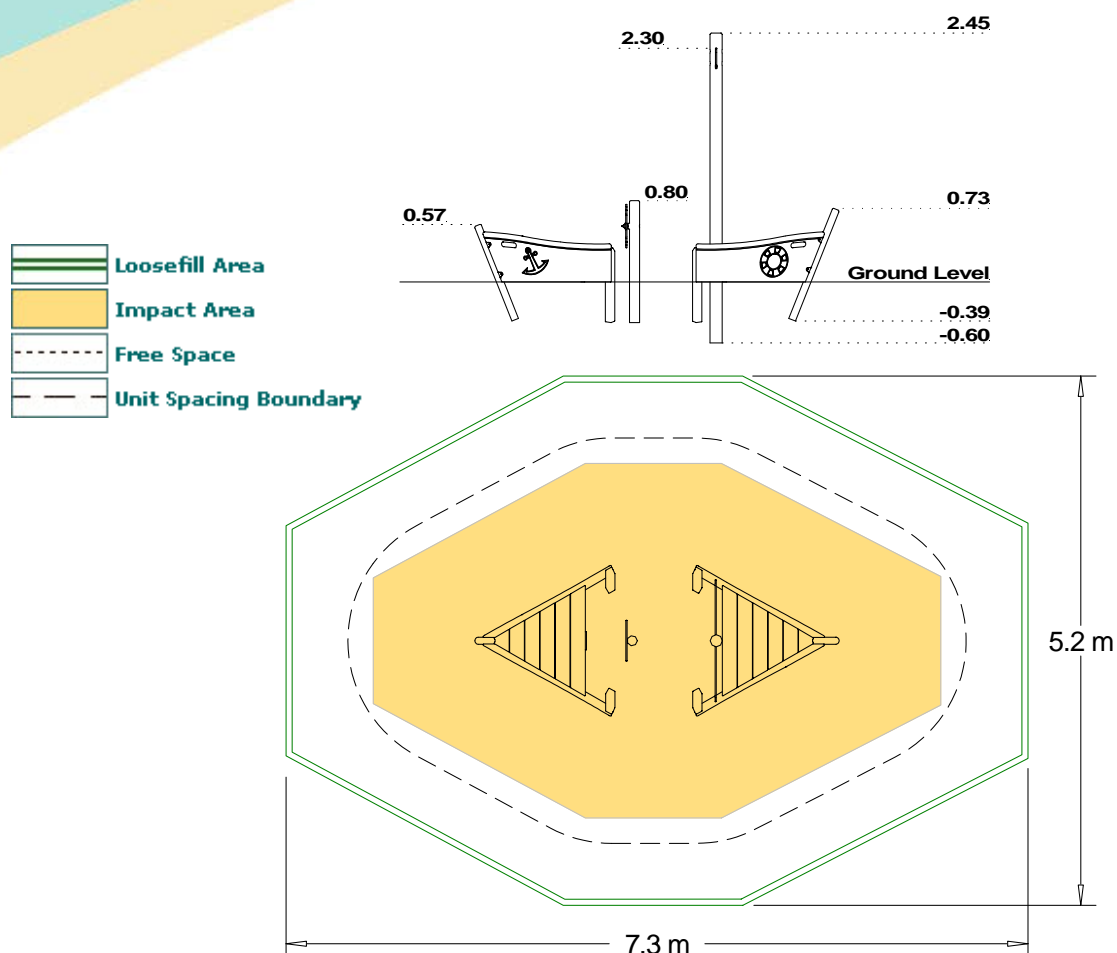 2.45
2.30
0.80
0.73
0.57
Ground Level
-0.39
-0.60
Loosefill Area
Impact Area
Free Space
Unit Spacing Boundary
5.2 m
7.3 m